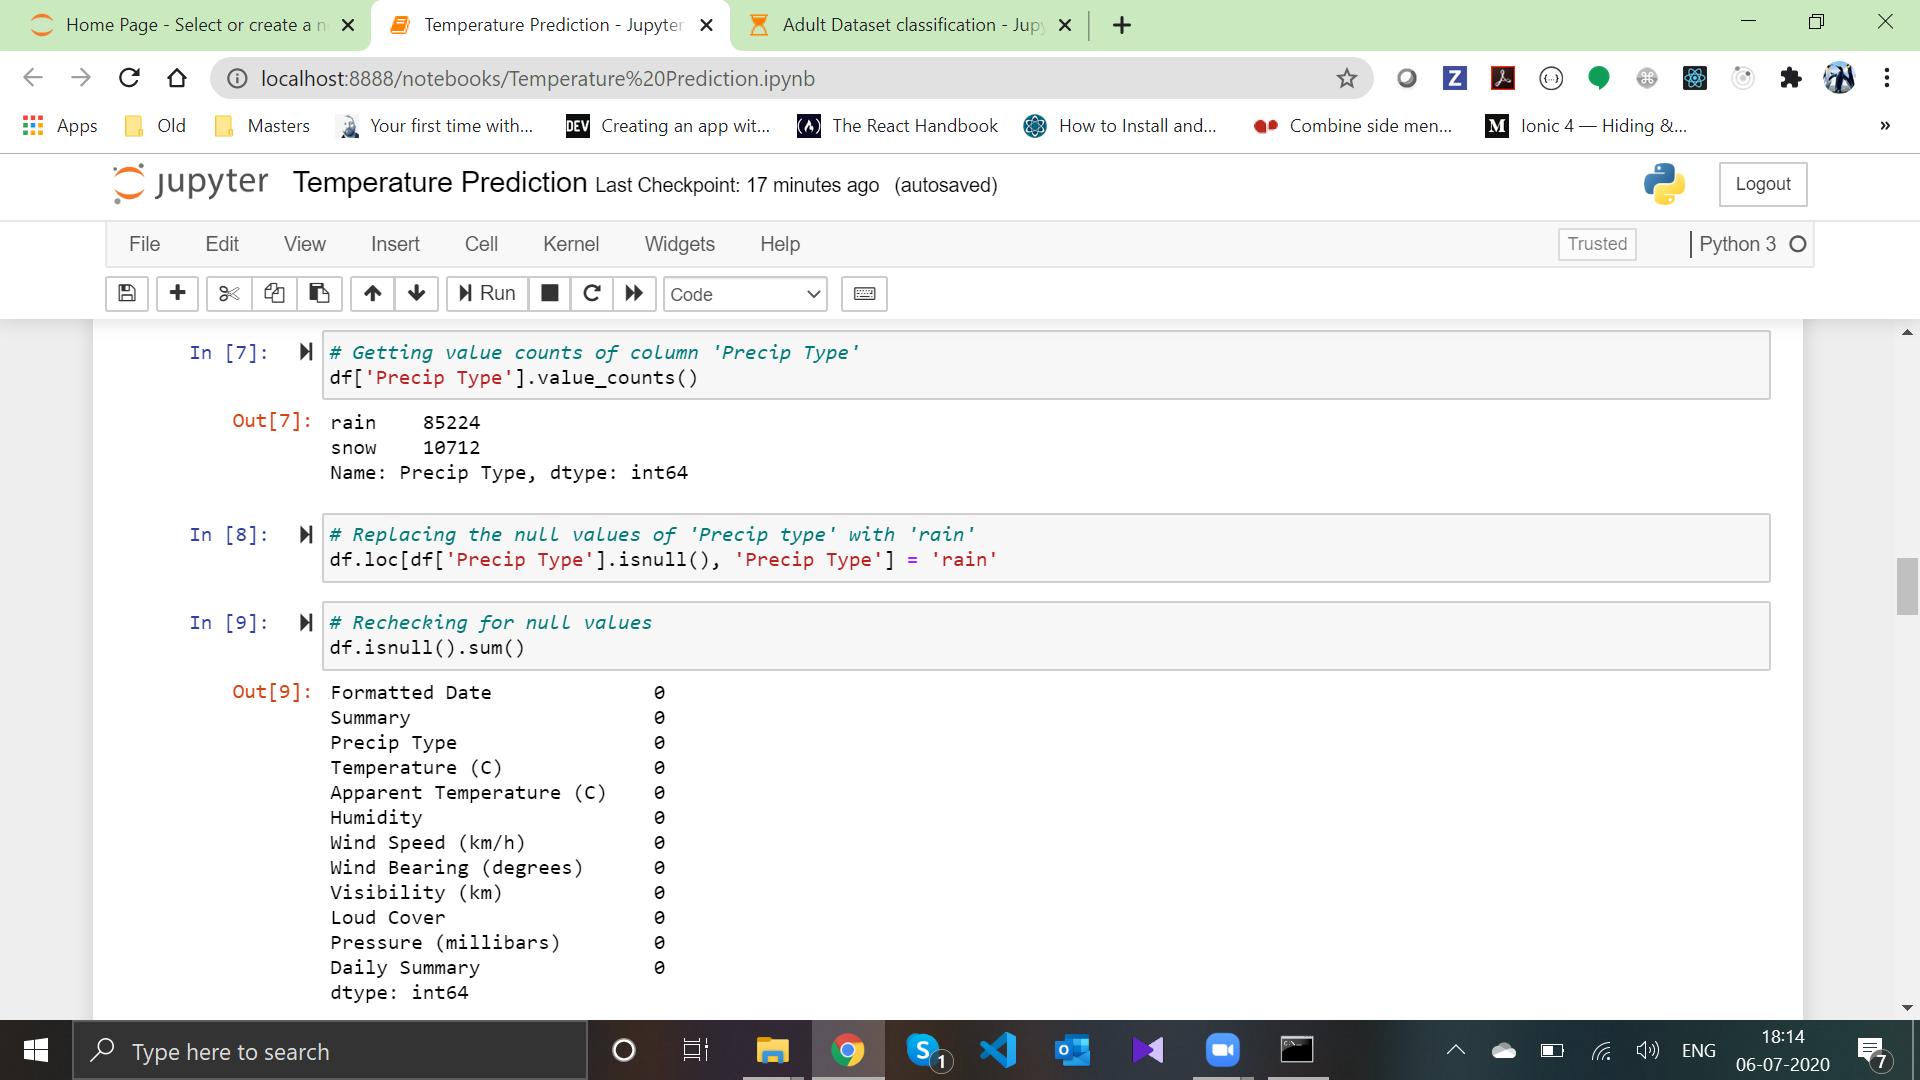 Home Page - Select or create a n
Temperature Prediction - Jupyter
Adult Dataset classification - Jupy
localhost:8888/notebooks/Temperature%20Prediction.ipynb
Apps
Old
Masters
Your first time with...
DEV
Creating an app wit...
The React Handbook
How to Install and...
Combine side men...
M
Ionic 4 — Hiding &...
»
jupyter
Temperature Prediction Last Checkpoint: 17 minutes ago (autosaved)
Logout
File
Edit
View
Insert
Cell
Kernel
Widgets
Help
Trusted
Python 3
Run
Code
In [7]:
# Getting value counts of column 'Precip Type'
df['Precip Type'].value_counts()
Out[7]:
rain 85224
snow 10712
Name: Precip Type, dtype: int64
In [8]:
# Replacing the null values of 'Precip type' with 'rain'
df.loc[df['Precip Type'].isnull(), 'Precip Type'] = 'rain'
In [9]:
# Rechecking for null values
df.isnull().sum()
Out[9]:
Formatted Date 0
Summary 0
Precip Type 0
Temperature (C) 0
Apparent Temperature (C) 0
Humidity 0
Wind Speed (km/h) 0
Wind Bearing (degrees) 0
Visibility (km) 0
Loud Cover 0
Pressure (millibars) 0
Daily Summary 0
dtype: int64
Type here to search
S
1
ENG
18:14
06-07-2020
7